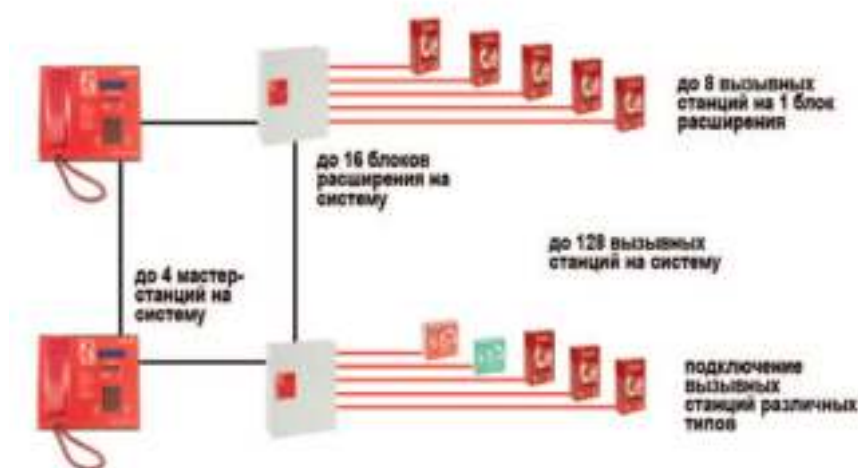 до 8 вызывных
станций на 1 блок
расширения
до 16 блоков
расширения на
систему
до 128 вызывных
станций на систему
до 4 мастер-
станций на
систему
подключение
вызывных
станций различных
типов